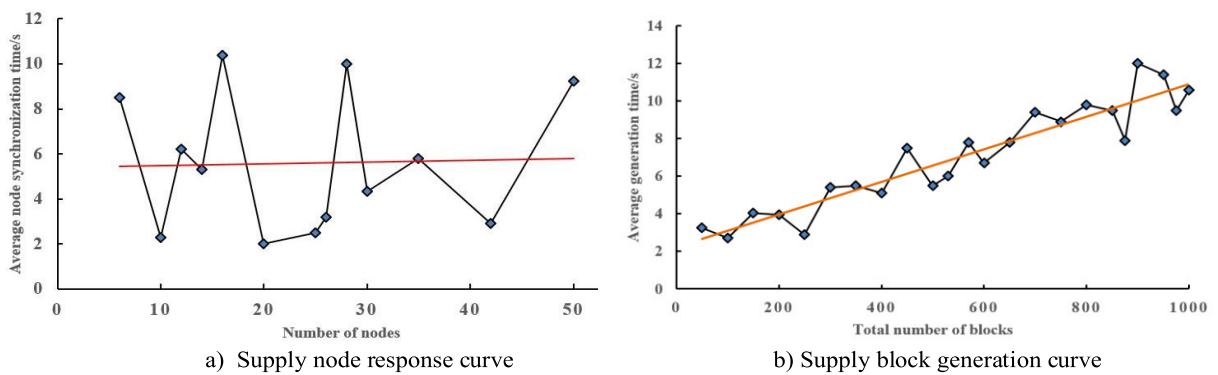 Average node synchronization time/s
12
10
8
6
4
2
0
0 10 20 30 40 50
Number of nodes
a) Supply node response curve
Average generation time/s
14
12
10
8
6
4
2
0
0 200 400 600 800 1000
Total number of blocks
b) Supply block generation curve